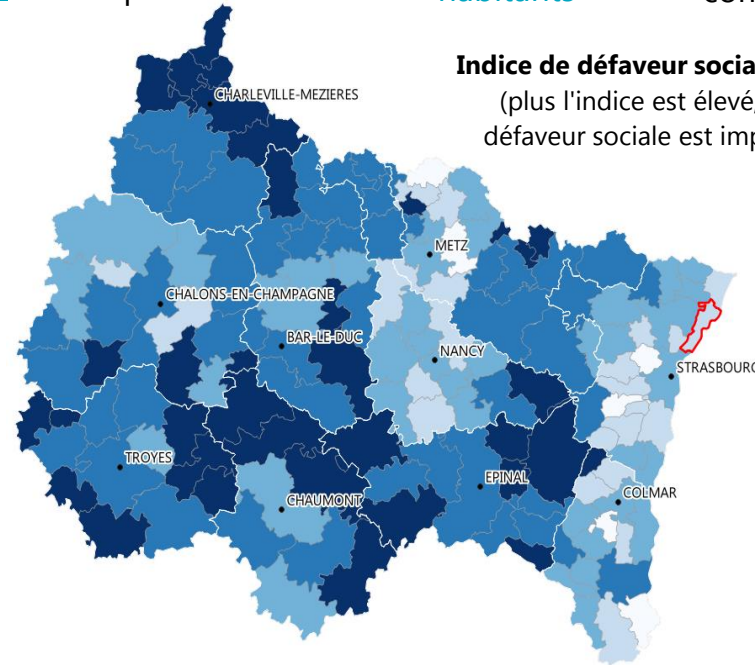 Indice de défaveur socia
(plus l'indice est élevé,
défaveur sociale est imp
CHARLEVILLE-MEZIERES
METZ
CHALONS-EN-CHAMPAGNE
BAR-LE-DUC
NANCY
STRASBOURG
TROYES
EPINAL
CHAUMONT
COLMAR